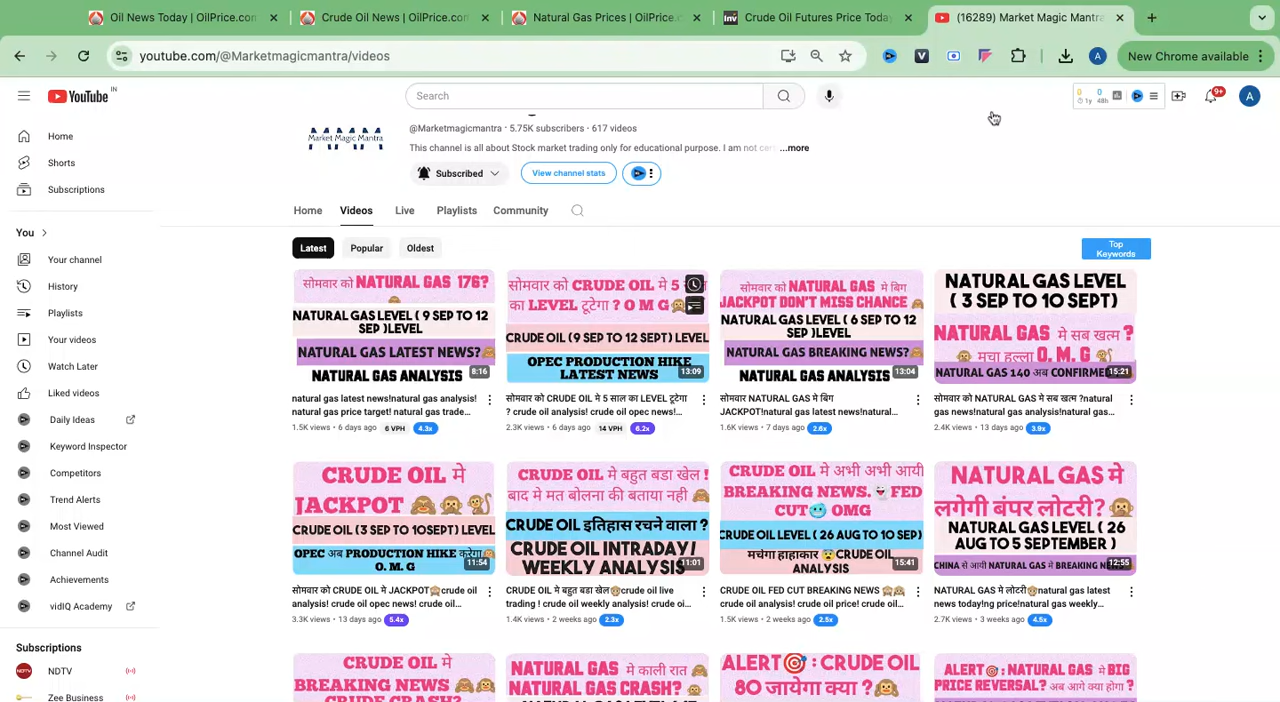 Oil News Today | OilPrice.com
Crude Oil News | OilPrice.com
Natural Gas Prices | OilPrice.c
Crude Oil Futures Price Today
(16289) Market Magic Mantra
youtube.com/@Marketmagicmantra/videos
New Chrome available
YouTube IN
Search
0 0
1y 48h
9+
A
Home
Shorts
Subscriptions
You
Your channel
History
Playlists
Your videos
Watch Later
Liked videos
Daily Ideas
Keyword Inspector
Competitors
Trend Alerts
Most Viewed
Channel Audit
Achievements
vidIQ Academy
Subscriptions
NDTV
Zee Business
MMM
Market Magic Mantra
@Marketmagicmantra · 5.75K subscribers · 617 videos
This channel is all about Stock market trading only for educational purpose. I am not ...more
Subscribed
View channel stats
Home Videos Live Playlists Community
Latest Popular Oldest
Top Keywords
सोमवार को NATURAL GAS 176?
NATURAL GAS LEVEL ( 9 SEP TO 12 SEP )LEVEL
NATURAL GAS LATEST NEWS?
NATURAL GAS ANALYSIS
8:16
natural gas latest news!natural gas analysis!
natural gas price target! natural gas trade...
1.5K views · 6 days ago 6 VPH 4.3x
सोमवार को CRUDE OIL मे 5
का LEVEL टूटेगा ? O M G
CRUDE OIL (9 SEP TO 12 SEPT) LEVEL
OPEC PRODUCTION HIKE
LATEST NEWS
13:09
सोमवार को CRUDE OIL मे 5 साल का LEVEL टूटेगा
? crude oil analysis! crude oil opec news!...
2.3K views · 6 days ago 14 VPH 6.2x
सोमवार को NATURAL GAS मे बिग
JACKPOT DON'T MISS CHANCE
NATURAL GAS LEVEL ( 6 SEP TO 12 SEP )LEVEL
NATURAL GAS BREAKING NEWS?
NATURAL GAS ANALYSIS
13:04
सोमवार NATURAL GAS मे बिग
JACKPOT!natural gas latest news!natural...
1.6K views · 7 days ago 2.6x
NATURAL GAS LEVEL
( 3 SEP TO 10 SEPT)
NATURAL GAS मे सब खत्म ?
मचा हल्ला O. M. G
NATURAL GAS 140 अब CONFIRMED
15:21
सोमवार को NATURAL GAS मे सब खत्म ?natural
gas news!natural gas analysis!natural gas...
2.4K views · 13 days ago 3.9x
CRUDE OIL मे
JACKPOT
CRUDE OIL (3 SEP TO 10SEPT) LEVEL
OPEC अब PRODUCTION HIKE करेगा
O. M. G
11:54
सोमवार को CRUDE OIL मे JACKPOT crude oil
analysis! crude oil opec news! crude oil...
3.3K views · 13 days ago 5.4x
CRUDE OIL मे बहुत बडा खेल !
बाद मे मत बोलना की बताया नही
CRUDE OIL इतिहास रचने वाला ?
CRUDE OIL INTRADAY/
WEEKLY ANALYSIS
11:01
CRUDE OIL मे बहुत बडा खेल crude oil live
trading ! crude oil weekly analysis! crude oi...
1.4K views · 2 weeks ago 2.3x
CRUDE OIL मे अभी अभी आयी
BREAKING NEWS. FED
CUT OMG
CRUDE LEVEL ( 26 AUG TO 10 SEP)
मचेगा हाहाकार CRUDE OIL
ANALYSIS
15:41
CRUDE OIL FED CUT BREAKING NEWS
crude oil analysis! crude oil price! crude oil...
1.5K views · 2 weeks ago 2.5x
NATURAL GAS मे
लगेगी बंपर लोटरी?
NATURAL GAS LEVEL ( 26
AUG TO 5 SEPTEMBER )
CHINA से आयी NATURAL GAS मे BREAKING
12:55
NATURAL GAS मे लोटरी natural gas latest
news today!ng price!natural gas weekly...
2.7K views · 3 weeks ago 4.5x
CRUDE OIL मे
BREAKING NEWS
CRUDE CRASH?
NATURAL GAS मे काली रात
NATURAL GAS CRASH?
ALERT : CRUDE OIL
80 जायेगा क्या ?
ALERT : NATURAL GAS मे BIG
PRICE REVERSAL? अब आगे क्या होगा ?